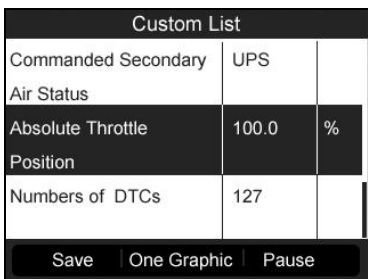 Custom List
Commanded Secondary UPS
Air Status
Absolute Throttle 100.0 %
Position
Numbers of DTCs 127
Save One Graphic Pause